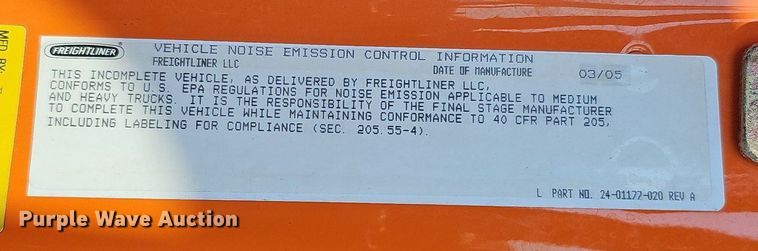 FREIGHTLINER
VEHICLE NOISE EMISSION CONTROL INFORMATION
FREIGHTLINER LLC
DATE OF MANUFACTURE 03/05
THIS INCOMPLETE VEHICLE, AS DELIVERED BY FREIGHTLINER LLC,
CONFORMS TO U.S. EPA REGULATIONS FOR NOISE EMISSION APPLICABLE TO MEDIUM
AND HEAVY TRUCKS. IT IS THE RESPONSIBILITY OF THE FINAL STAGE MANUFACTURER
TO COMPLETE THIS VEHICLE WHILE MAINTAINING CONFORMANCE TO 40 CFR PART 205,
INCLUDING LABELING FOR COMPLIANCE (SEC. 205.55-4).
L PART NO. 24-01177-020 REV A
MFD BY:
Purple Wave Auction